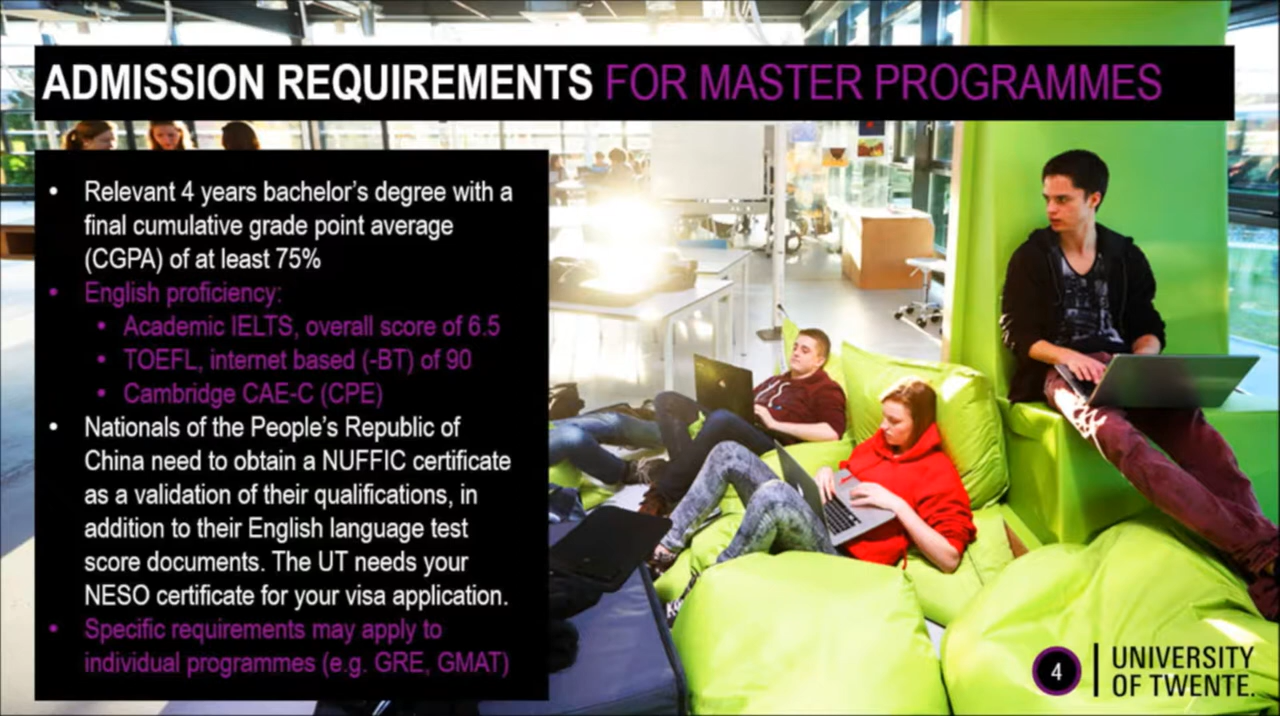 ADMISSION REQUIREMENTS FOR MASTER PROGRAMMES
• Relevant 4 years bachelor's degree with a
final cumulative grade point average
(CGPA) of at least 75%
• English proficiency:
• Academic IELTS, overall score of 6.5
• TOEFL, internet based (-BT) of 90
• Cambridge CAE-C (CPE)
• Nationals of the People's Republic of
China need to obtain a NUFFIC certificate
as a validation of their qualifications, in
addition to their English language test
score documents. The UT needs your
NESO certificate for your visa application.
• Specific requirements may apply to
individual programmes (e.g. GRE, GMAT)
4
UNIVERSITY
OF TWENTE.